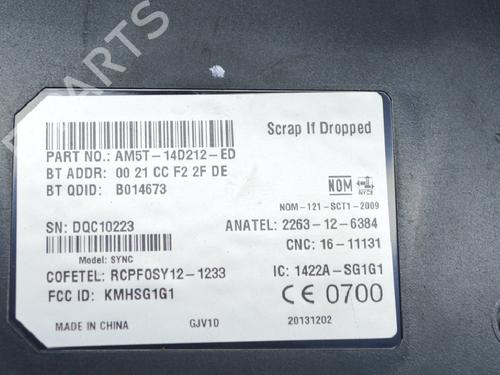 Scrap If Dropped
PART NO.: AM5T-14D212-ED
BT ADDR: 00 21 CC F2 2F DE
BT QDID: B014673
NOM
NYCE
NOM-121-SCT1-2009
SN: DQC10223
ANATEL: 2263-12-6384
CNC: 16-11131
Model: SYNC
COFETEL: RCPFOSY12-1233
IC: 1422A-SG1G1
FCC ID: KMHSG1G1
CE 0700
MADE IN CHINA
GJV1D
20131202